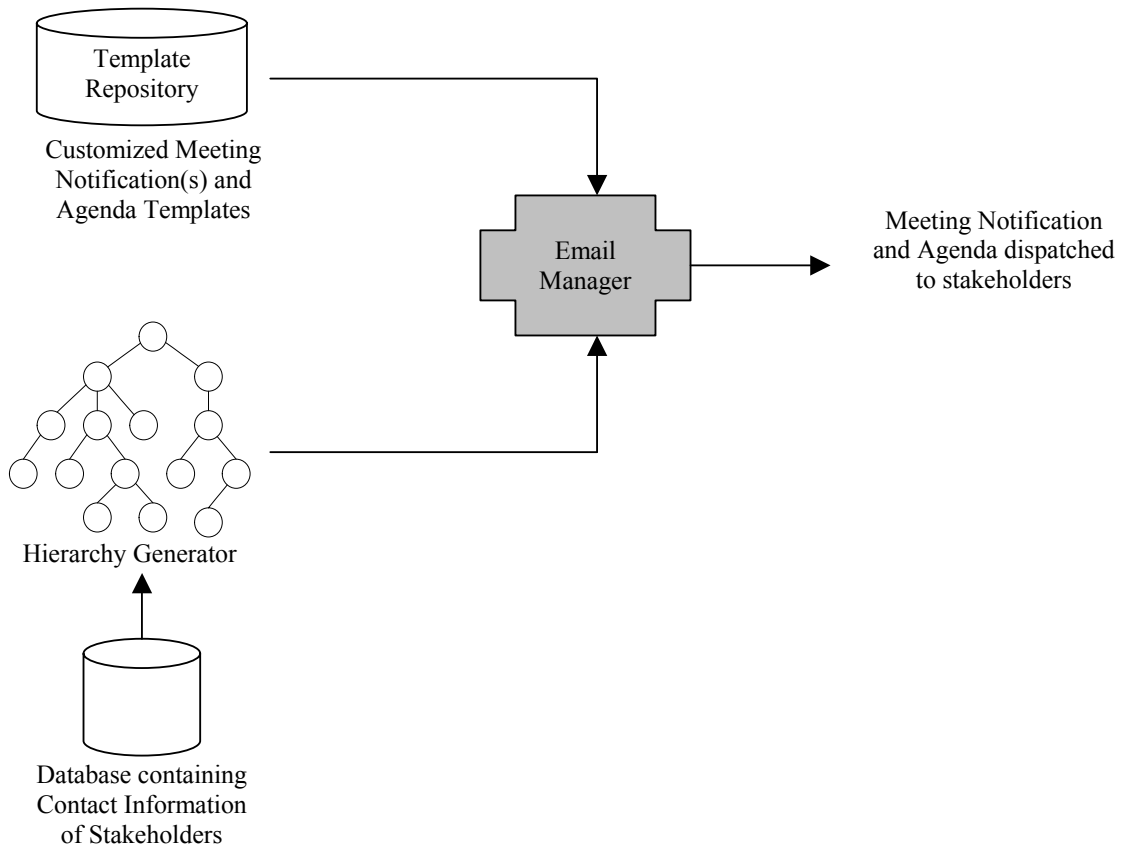 Template
Repository
Customized Meeting
Notification(s) and
Agenda Templates
Email
Manager
Meeting Notification
and Agenda dispatched
to stakeholders
Hierarchy Generator
Database containing
Contact Information
of Stakeholders